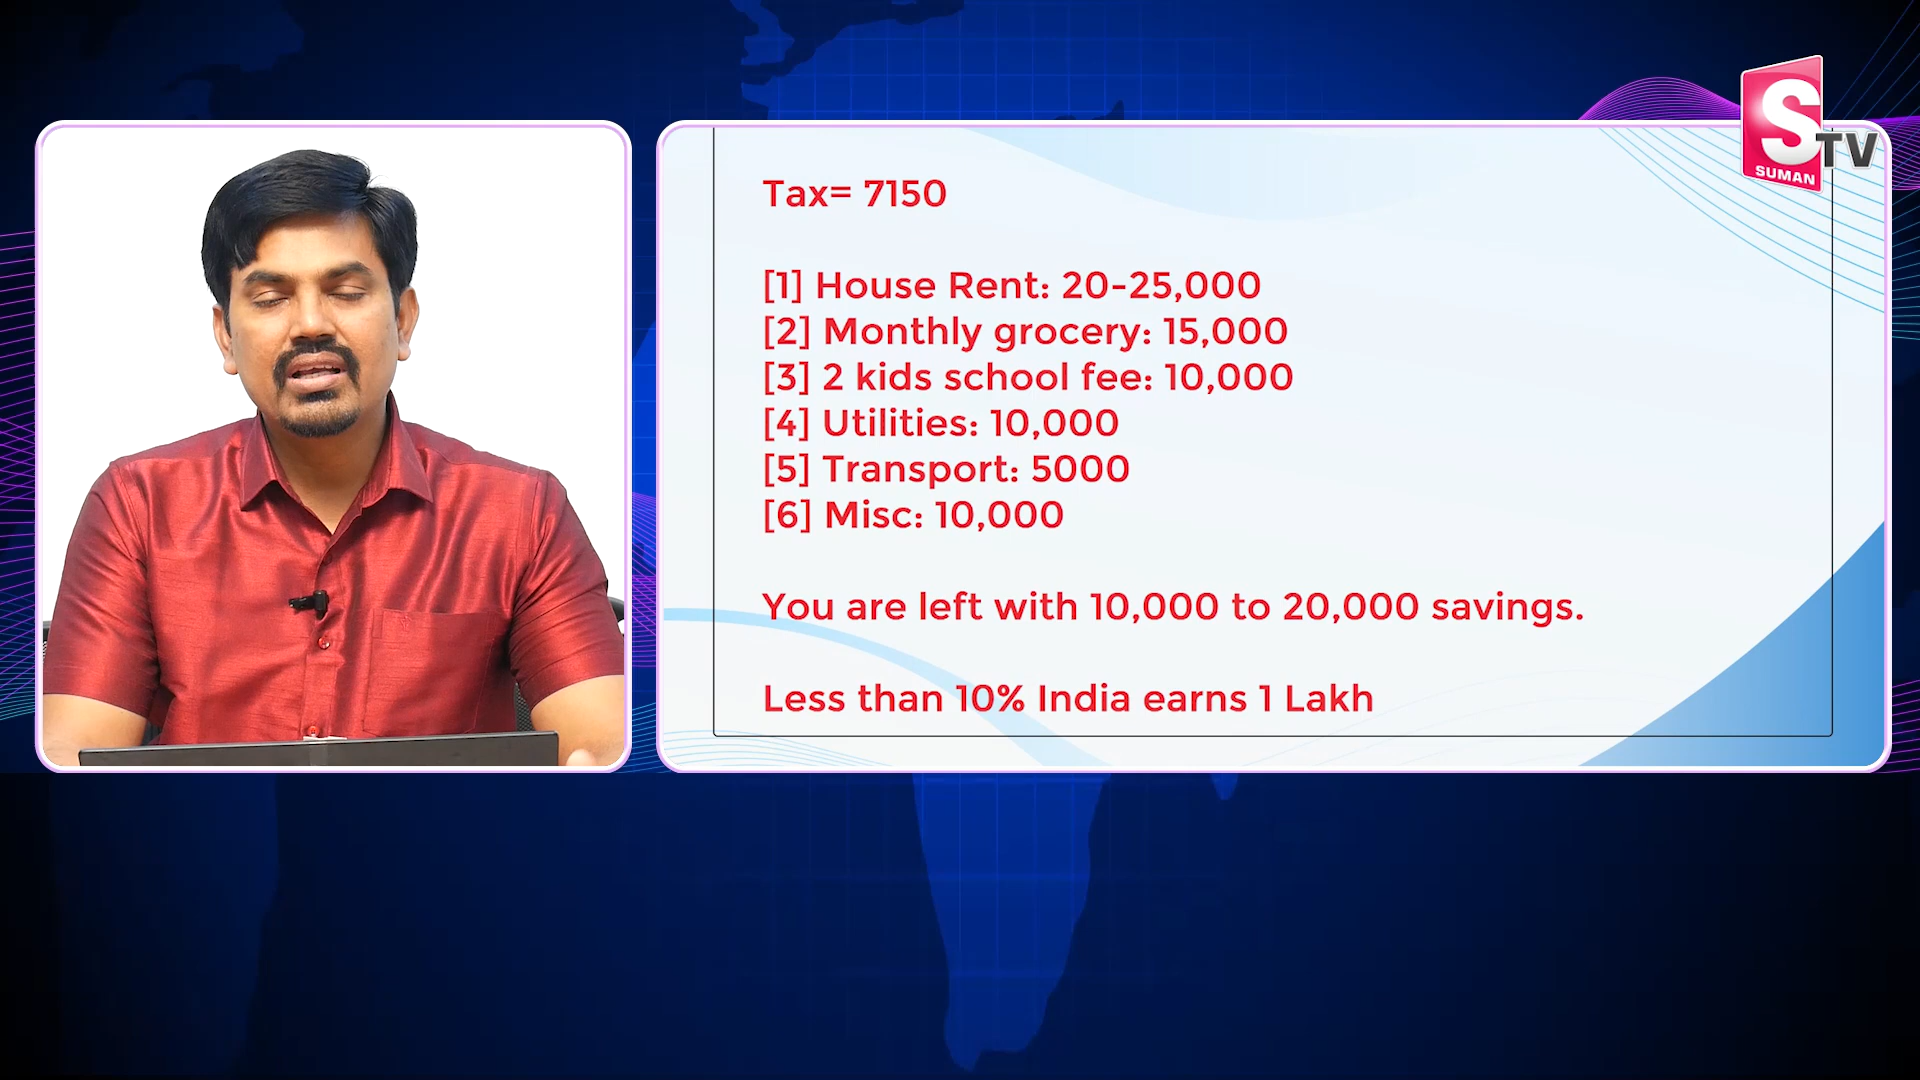 S
TV
SUMAN
Tax= 7150
[1] House Rent: 20-25,000
[2] Monthly grocery: 15,000
[3] 2 kids school fee: 10,000
[4] Utilities: 10,000
[5] Transport: 5000
[6] Misc: 10,000
You are left with 10,000 to 20,000 savings.
Less than 10% India earns 1 Lakh